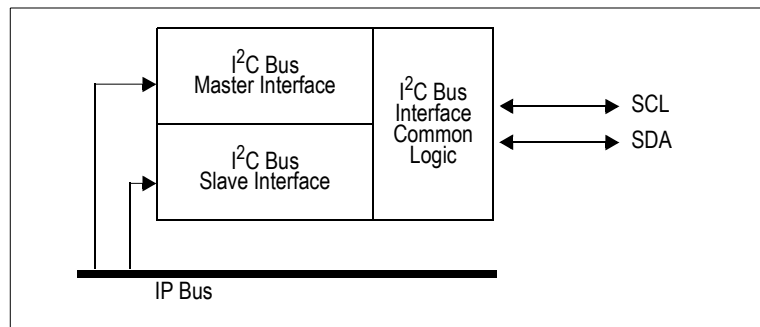 I²C Bus
Master Interface
I²C Bus
Slave Interface
I²C Bus
Interface
Common
Logic
SCL
SDA
IP Bus